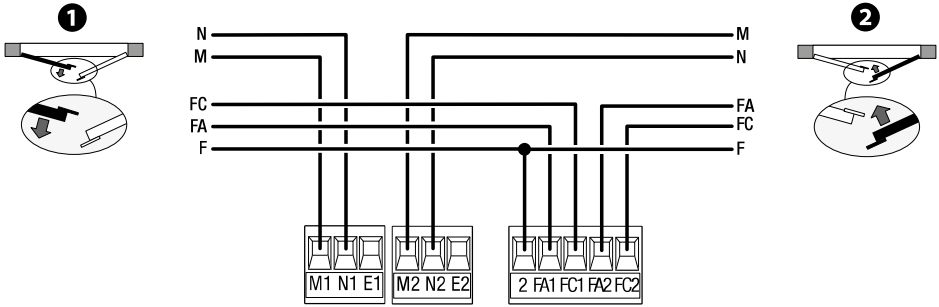 1 2
N M
M N
FC FA
FA FC
F F
M1 N1 E1 M2 N2 E2 2 FA1 FC1 FA2 FC2